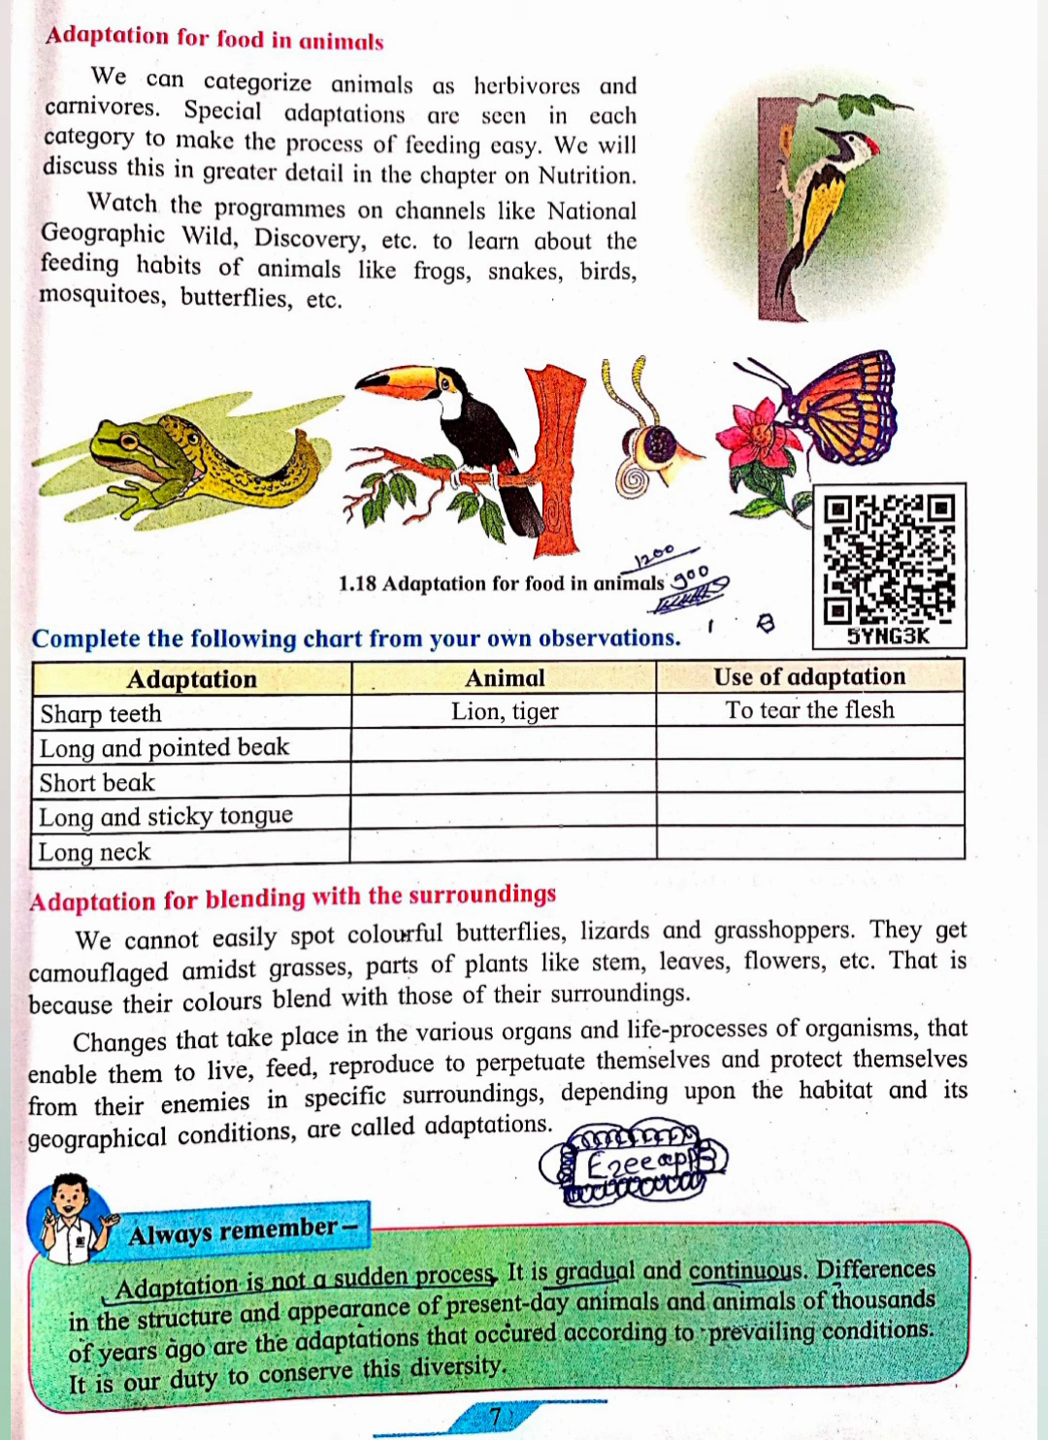 Adaptation for food in animals
We can categorize animals as herbivores and
carnivores. Special adaptations are seen in each
category to make the process of feeding easy. We will
discuss this in greater detail in the chapter on Nutrition.
Watch the programmes on channels like National
Geographic Wild, Discovery, etc. to learn about the
feeding habits of animals like frogs, snakes, birds,
mosquitoes, butterflies, etc.
1.18 Adaptation for food in animals
1200
900
5YNG3K
Complete the following chart from your own observations.
Adaptation Animal Use of adaptation
Sharp teeth Lion, tiger To tear the flesh
Long and pointed beak
Short beak
Long and sticky tongue
Long neck
Adaptation for blending with the surroundings
We cannot easily spot colourful butterflies, lizards and grasshoppers. They get
camouflaged amidst grasses, parts of plants like stem, leaves, flowers, etc. That is
because their colours blend with those of their surroundings.
Changes that take place in the various organs and life-processes of organisms, that
enable them to live, feed, reproduce to perpetuate themselves and protect themselves
from their enemies in specific surroundings, depending upon the habitat and its
geographical conditions, are called adaptations.
Ezeeapp
Always remember –
Adaptation is not a sudden process. It is gradual and continuous. Differences
in the structure and appearance of present-day animals and animals of thousands
of years ago are the adaptations that occured according to prevailing conditions.
It is our duty to conserve this diversity.
7